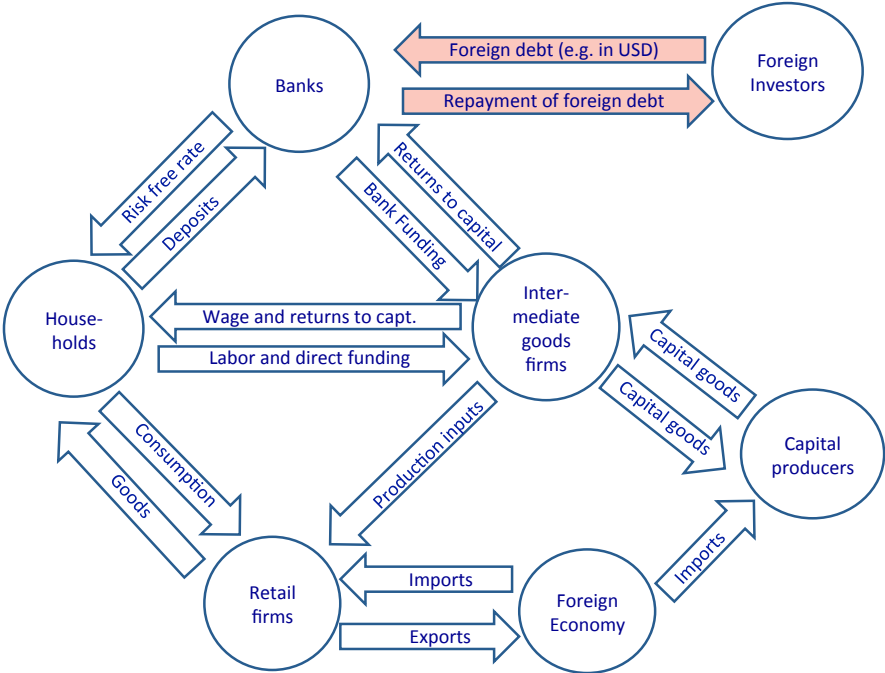 Foreign debt (e.g. in USD)
Foreign
Investors
Banks
Repayment of foreign debt
Risk free rate
Deposits
Returns to capital
Bank Funding
House-
holds
Wage and returns to capt.
Labor and direct funding
Inter-
mediate
goods
firms
Capital goods
Capital goods
Capital
producers
Consumption
Goods
Production inputs
Retail
firms
Imports
Exports
Foreign
Economy
Imports